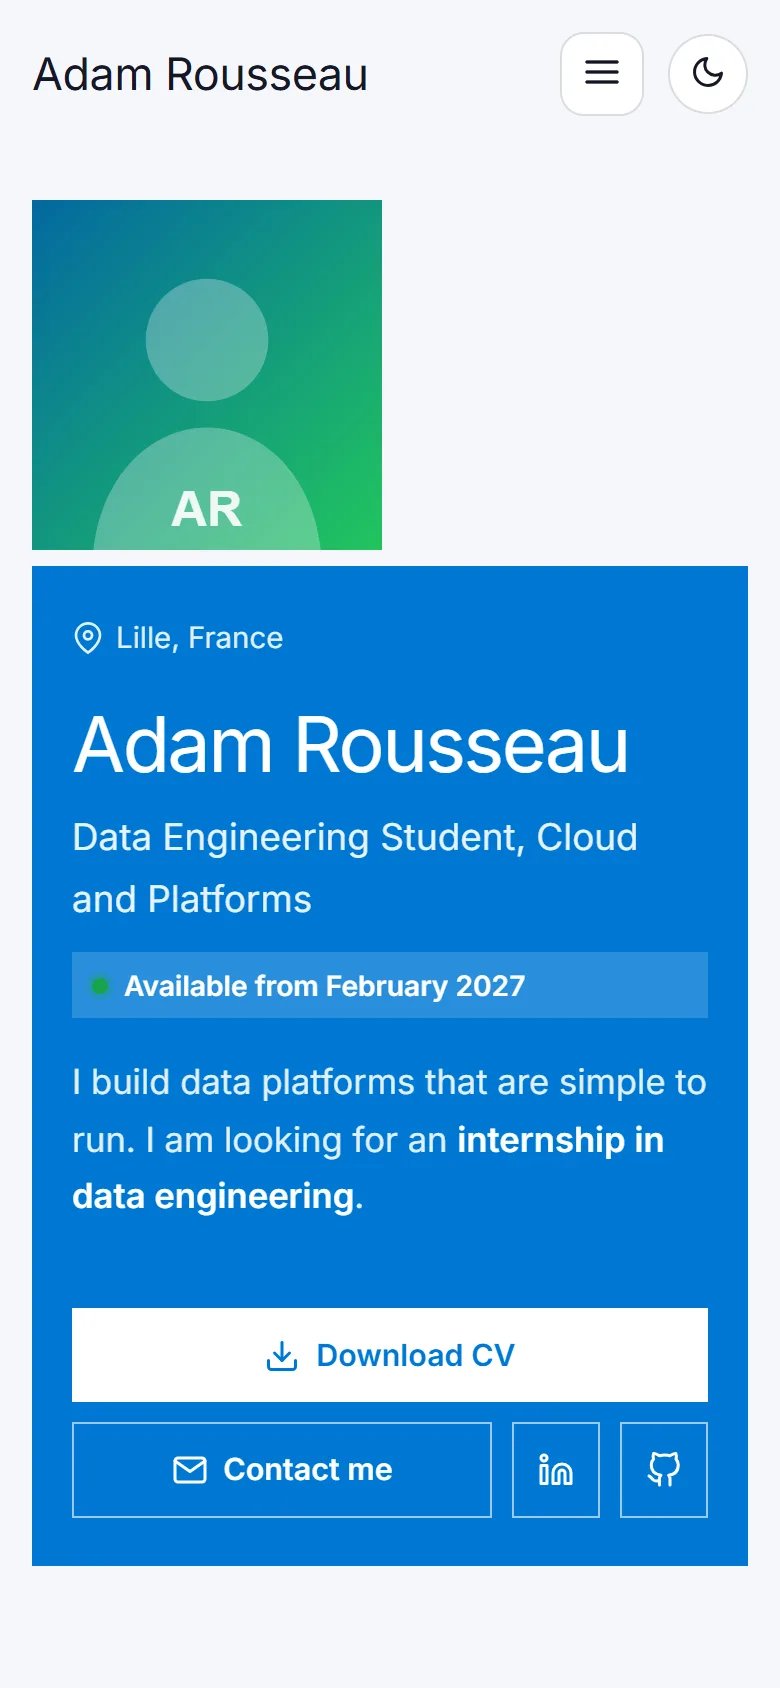 Adam Rousseau
AR
Lille, France
Adam Rousseau
Data Engineering Student, Cloud
and Platforms
Available from February 2027
I build data platforms that are simple to
run. I am looking for an internship in
data engineering.
Download CV
Contact me